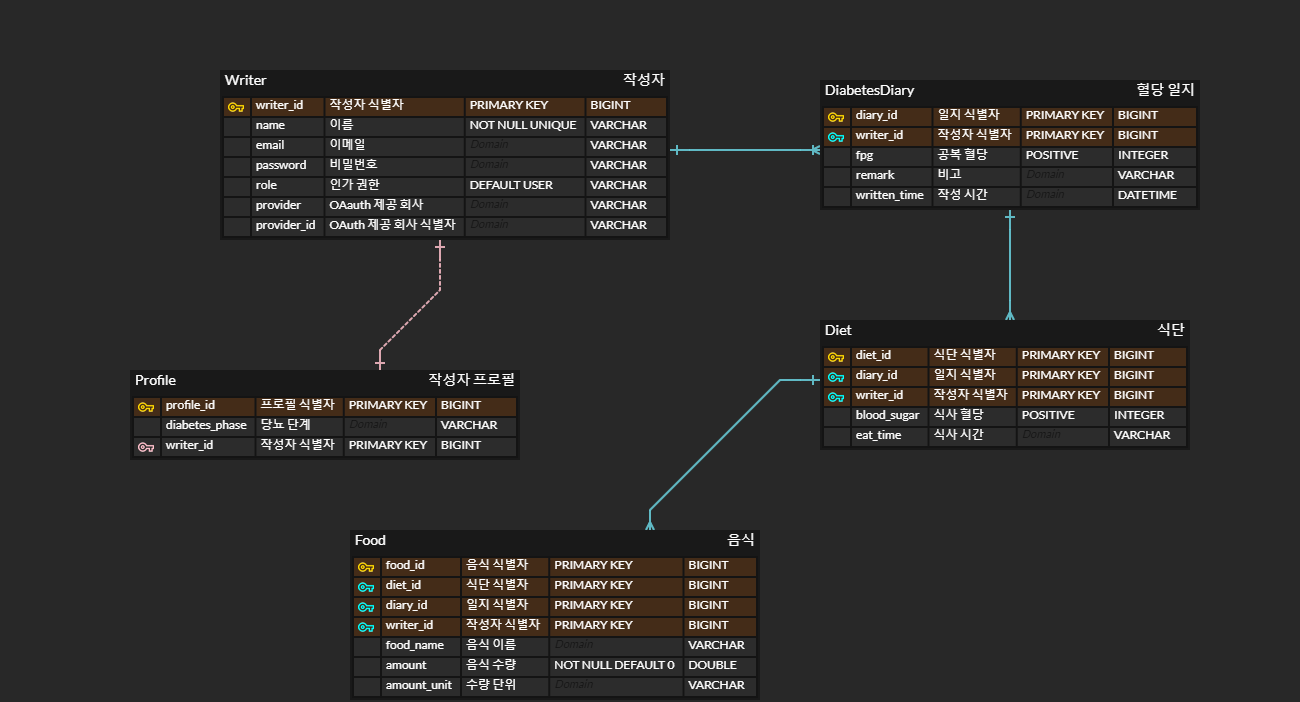 Writer 작성자
writer_id 작성자 식별자 PRIMARY KEY BIGINT
name 이름 NOT NULL UNIQUE VARCHAR
email 이메일 Domain VARCHAR
password 비밀번호 Domain VARCHAR
role 인가 권한 DEFAULT USER VARCHAR
provider OAauth 제공 회사 Domain VARCHAR
provider_id OAuth 제공 회사 식별자 Domain VARCHAR
DiabetesDiary 혈당 일지
diary_id 일지 식별자 PRIMARY KEY BIGINT
writer_id 작성자 식별자 PRIMARY KEY BIGINT
fpg 공복 혈당 POSITIVE INTEGER
remark 비고 Domain VARCHAR
written_time 작성 시간 Domain DATETIME
Profile 작성자 프로필
profile_id 프로필 식별자 PRIMARY KEY BIGINT
diabetes_phase 당뇨 단계 Domain VARCHAR
writer_id 작성자 식별자 PRIMARY KEY BIGINT
Diet 식단
diet_id 식단 식별자 PRIMARY KEY BIGINT
diary_id 일지 식별자 PRIMARY KEY BIGINT
writer_id 작성자 식별자 PRIMARY KEY BIGINT
blood_sugar 식사 혈당 POSITIVE INTEGER
eat_time 식사 시간 Domain VARCHAR
Food 음식
food_id 음식 식별자 PRIMARY KEY BIGINT
diet_id 식단 식별자 PRIMARY KEY BIGINT
diary_id 일지 식별자 PRIMARY KEY BIGINT
writer_id 작성자 식별자 PRIMARY KEY BIGINT
food_name 음식 이름 Domain VARCHAR
amount 음식 수량 NOT NULL DEFAULT 0 DOUBLE
amount_unit 수량 단위 Domain VARCHAR